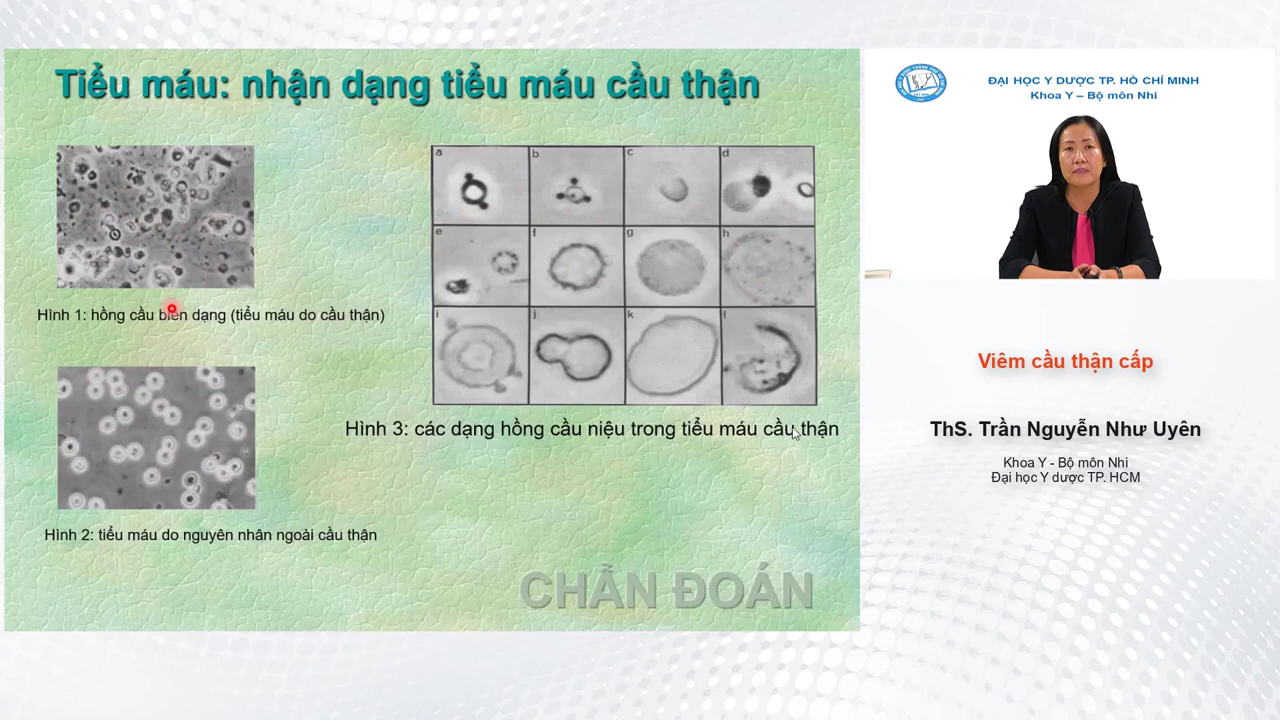 Tiểu máu: nhận dạng tiểu máu cầu thận
Hình 1: hồng cầu biến dạng (tiểu máu do cầu thận)
Hình 2: tiểu máu do nguyên nhân ngoài cầu thận
a b c d
e f g h
i j k l
Hình 3: các dạng hồng cầu niệu trong tiểu máu cầu thận
CHẨN ĐOÁN
ĐẠI HỌC Y DƯỢC TP. HỒ CHÍ MINH
Khoa Y – Bộ môn Nhi
Viêm cầu thận cấp
ThS. Trần Nguyễn Như Uyên
Khoa Y - Bộ môn Nhi
Đại học Y dược TP. HCM